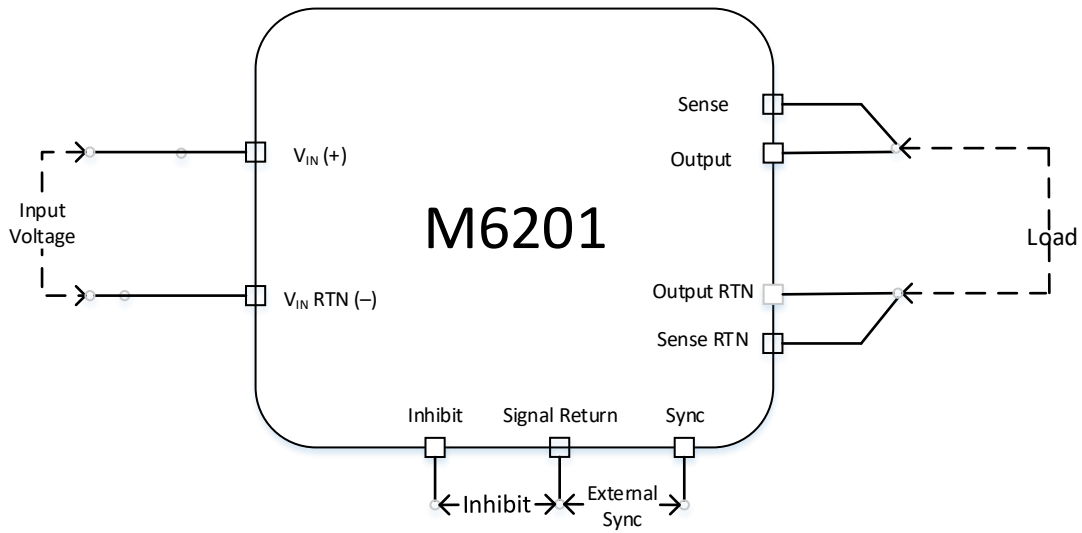 Sense
Output
V_IN (+)
Input
Voltage
M6201
Load
V_IN RTN (–)
Output RTN
Sense RTN
Inhibit Signal Return Sync
Inhibit
External
Sync